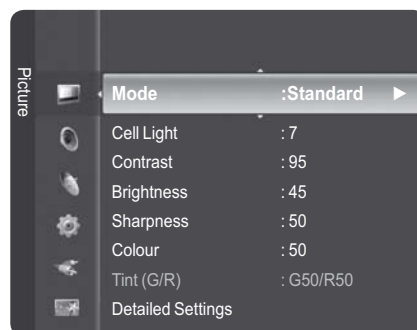 Picture
Mode :Standard ►
Cell Light : 7
Contrast : 95
Brightness : 45
Sharpness : 50
Colour : 50
Tint (G/R) : G50/R50
Detailed Settings